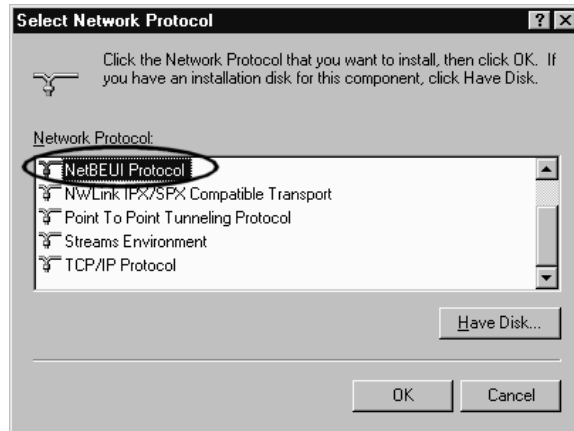 Select Network Protocol
Click the Network Protocol that you want to install, then click OK. If
you have an installation disk for this component, click Have Disk.
Network Protocol:
NetBEUI Protocol
NWLink IPX/SPX Compatible Transport
Point To Point Tunneling Protocol
Streams Environment
TCP/IP Protocol
Have Disk...
OK
Cancel